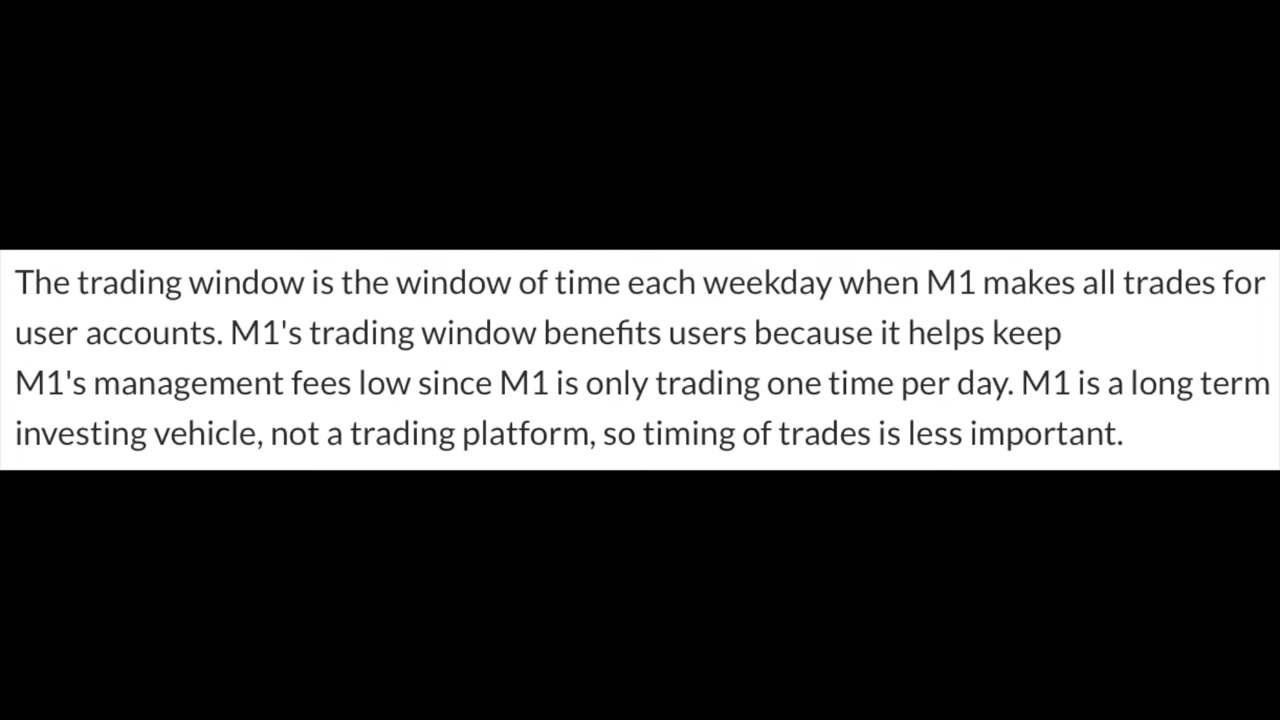 The trading window is the window of time each weekday when M1 makes all trades for
user accounts. M1's trading window benefits users because it helps keep
M1's management fees low since M1 is only trading one time per day. M1 is a long term
investing vehicle, not a trading platform, so timing of trades is less important.